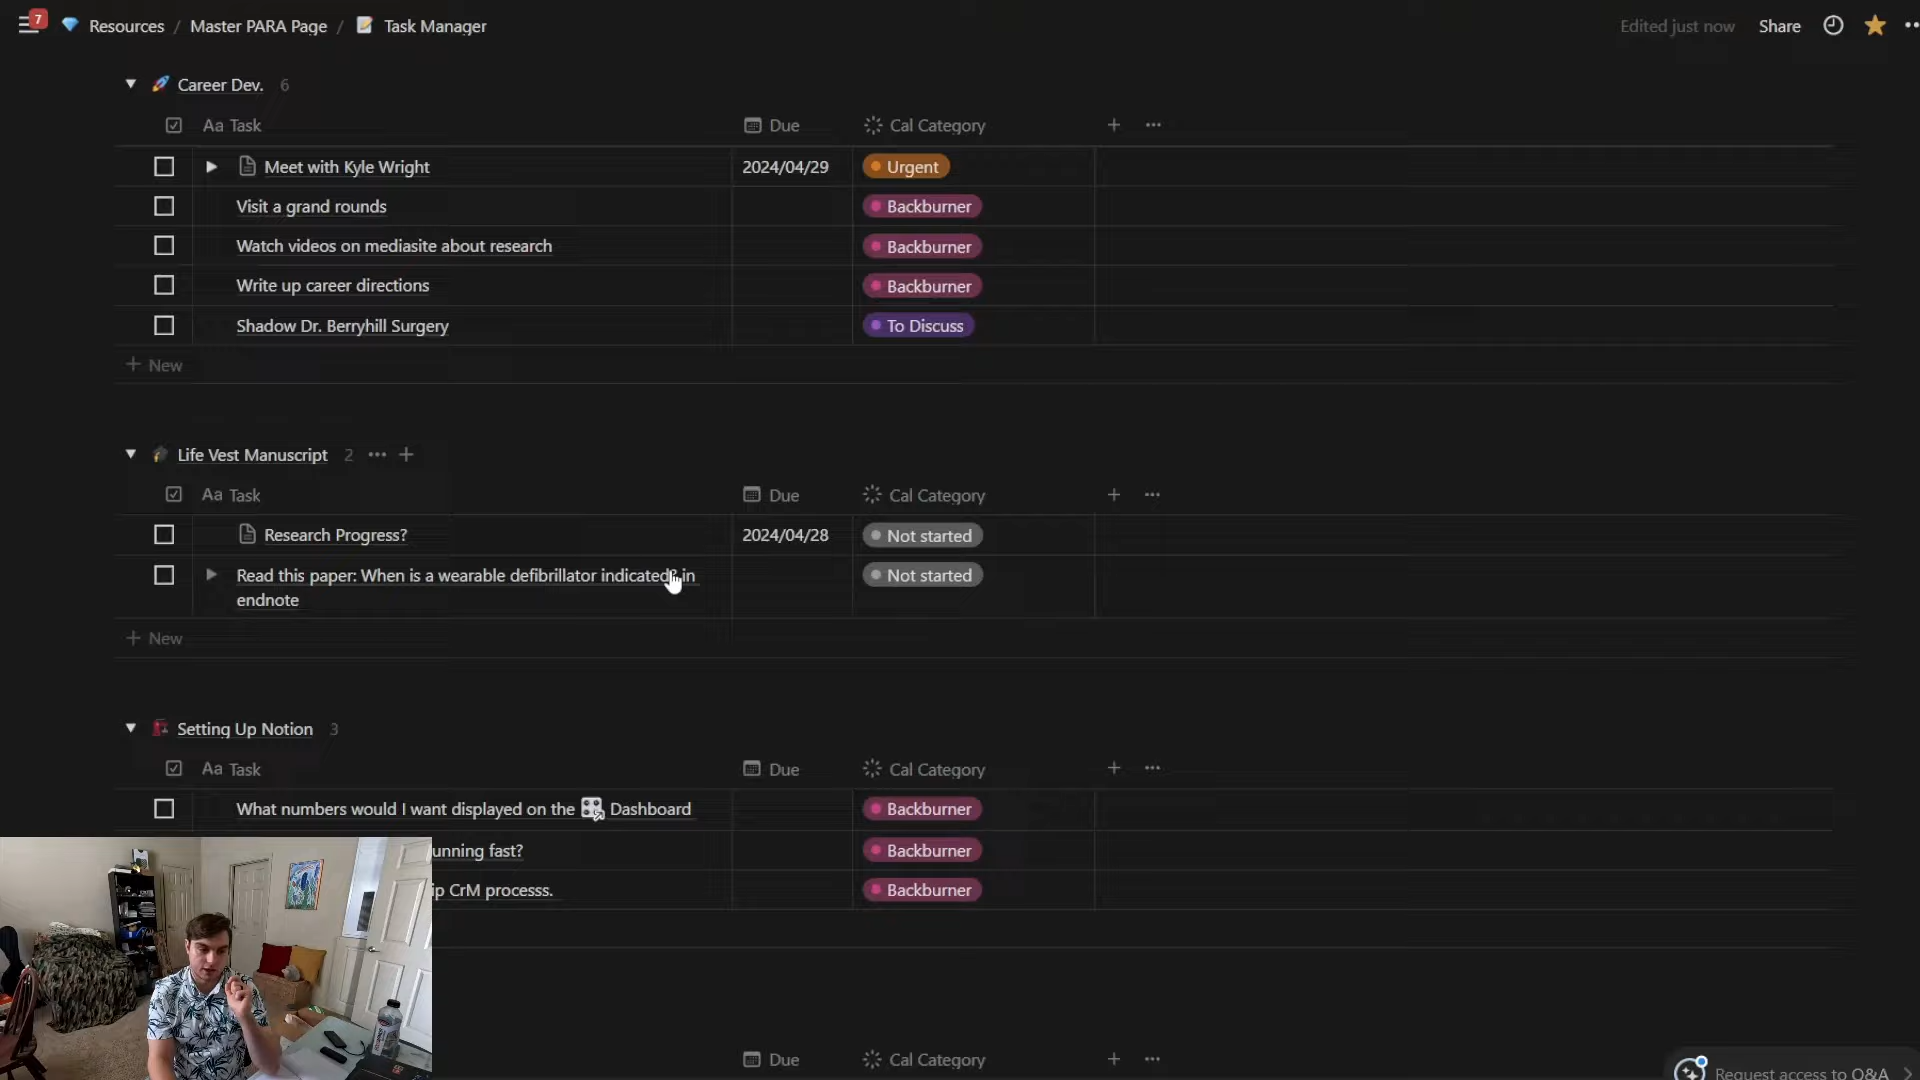 7
Resources / Master PARA Page / Task Manager
Edited just now
Share
Career Dev. 6
Aa Task Due Cal Category
Meet with Kyle Wright 2024/04/29 Urgent
Visit a grand rounds Backburner
Watch videos on mediasite about research Backburner
Write up career directions Backburner
Shadow Dr. Berryhill Surgery To Discuss
+ New
Life Vest Manuscript 2
Aa Task Due Cal Category
Research Progress? 2024/04/28 Not started
Read this paper: When is a wearable defibrillator indicated? in Not started
endnote
+ New
Setting Up Notion 3
Aa Task Due Cal Category
What numbers would I want displayed on the Dashboard Backburner
unning fast? Backburner
ip CrM processs. Backburner
Due Cal Category
Request access to Q&A